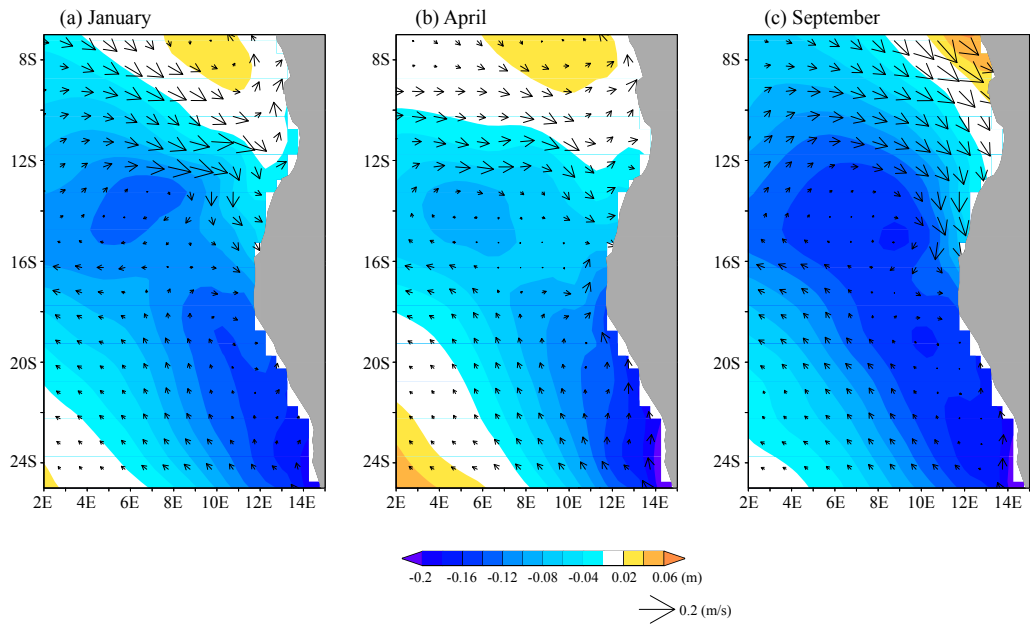 (a) January (b) April (c) September
8S 8S 8S
12S 12S 12S
16S 16S 16S
20S 20S 20S
24S 24S 24S
2E 4E 6E 8E 10E 12E 2E 4E 6E 8E 10E 12E 14E 2E 4E 6E 8E 10E 12E 14E
-0.2 -0.16 -0.12 -0.08 -0.04 0.02 0.06 (m)
0.2 (m/s)